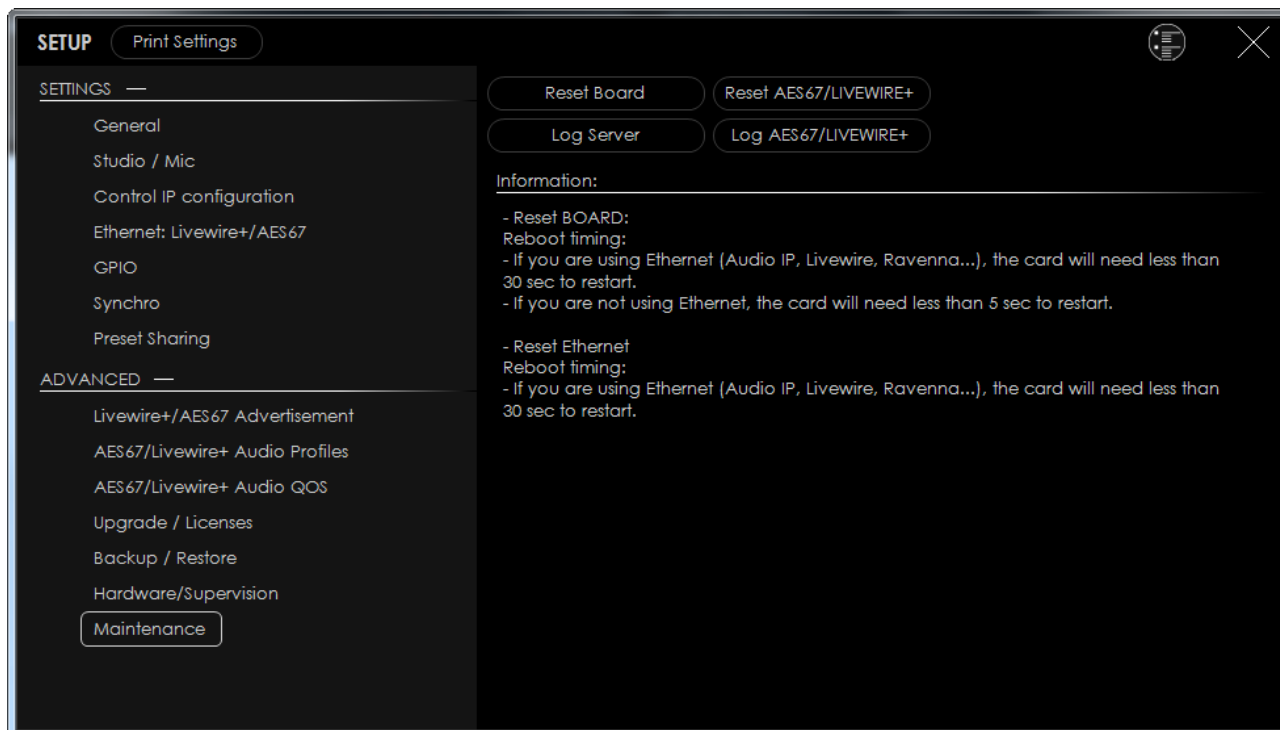 SETUP Print Settings
SETTINGS —
General
Studio / Mic
Control IP configuration
Ethernet: Livewire+/AES67
GPIO
Synchro
Preset Sharing
ADVANCED —
Livewire+/AES67 Advertisement
AES67/Livewire+ Audio Profiles
AES67/Livewire+ Audio QOS
Upgrade / Licenses
Backup / Restore
Hardware/Supervision
Maintenance
Reset Board Reset AES67/LIVEWIRE+
Log Server Log AES67/LIVEWIRE+
Information:
- Reset BOARD:
Reboot timing:
- If you are using Ethernet (Audio IP, Livewire, Ravenna...), the card will need less than
30 sec to restart.
- If you are not using Ethernet, the card will need less than 5 sec to restart.
- Reset Ethernet
Reboot timing:
- If you are using Ethernet (Audio IP, Livewire, Ravenna...), the card will need less than
30 sec to restart.